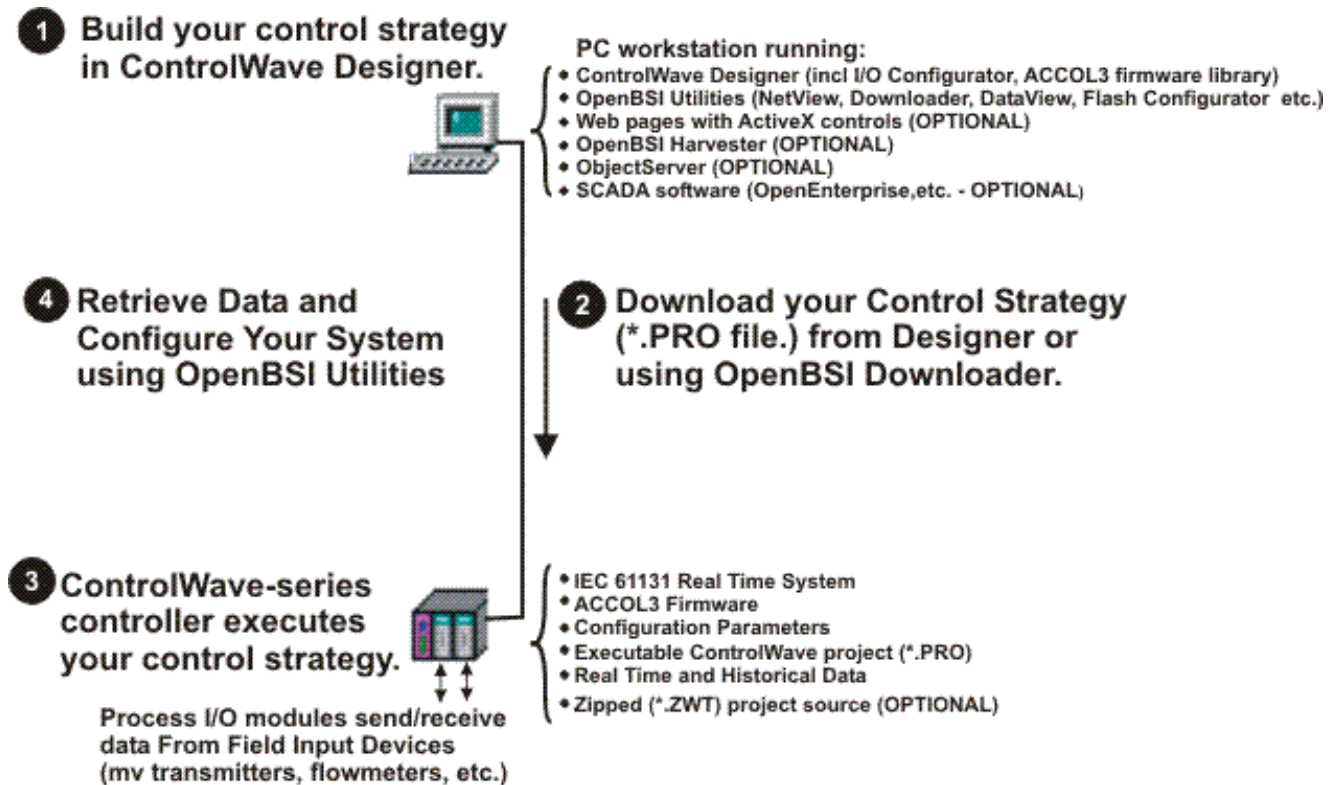 1 Build your control strategy
in ControlWave Designer.
PC workstation running:
• ControlWave Designer (incl I/O Configurator, ACCOL3 firmware library)
• OpenBSI Utilities (NetView, Downloader, DataView, Flash Configurator etc.)
• Web pages with ActiveX controls (OPTIONAL)
• OpenBSI Harvester (OPTIONAL)
• ObjectServer (OPTIONAL)
• SCADA software (OpenEnterprise,etc. - OPTIONAL)
4 Retrieve Data and
Configure Your System
using OpenBSI Utilities
2 Download your Control Strategy
(*.PRO file.) from Designer or
using OpenBSI Downloader.
3 ControlWave-series
controller executes
your control strategy.
• IEC 61131 Real Time System
• ACCOL3 Firmware
• Configuration Parameters
• Executable ControlWave project (*.PRO)
• Real Time and Historical Data
• Zipped (*.ZWT) project source (OPTIONAL)
Process I/O modules send/receive
data From Field Input Devices
(mv transmitters, flowmeters, etc.)